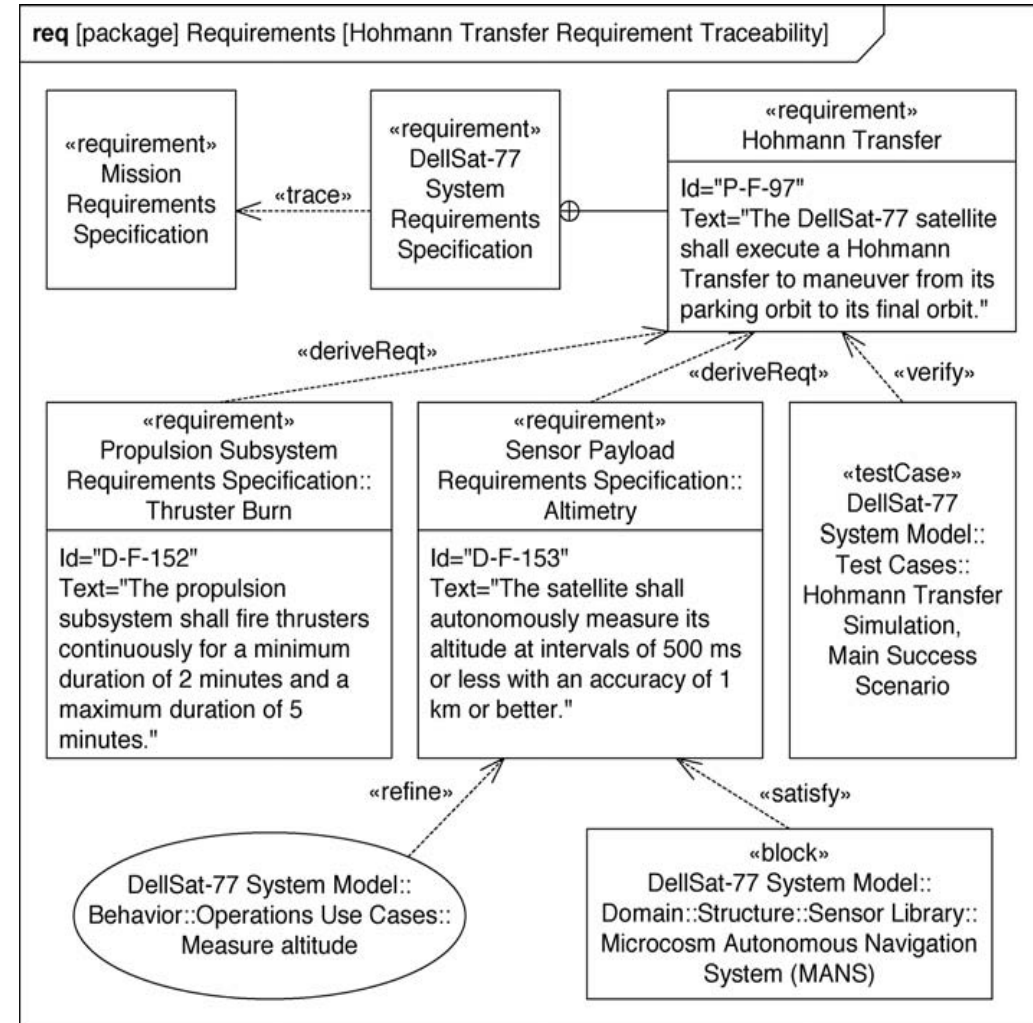 req [package] Requirements [Hohmann Transfer Requirement Traceability]
«requirement»
Mission
Requirements
Specification
«trace»
«requirement»
DellSat-77
System
Requirements
Specification
«requirement»
Hohmann Transfer
Id="P-F-97"
Text="The DellSat-77 satellite
shall execute a Hohmann
Transfer to maneuver from its
parking orbit to its final orbit."
«deriveReqt»
«deriveReqt»
«verify»
«requirement»
Propulsion Subsystem
Requirements Specification::
Thruster Burn
Id="D-F-152"
Text="The propulsion
subsystem shall fire thrusters
continuously for a minimum
duration of 2 minutes and a
maximum duration of 5
minutes."
«requirement»
Sensor Payload
Requirements Specification::
Altimetry
Id="D-F-153"
Text="The satellite shall
autonomously measure its
altitude at intervals of 500 ms
or less with an accuracy of 1
km or better."
«testCase»
DellSat-77
System Model::
Test Cases::
Hohmann Transfer
Simulation,
Main Success
Scenario
«refine»
«satisfy»
DellSat-77 System Model::
Behavior::Operations Use Cases::
Measure altitude
«block»
DellSat-77 System Model::
Domain::Structure::Sensor Library::
Microcosm Autonomous Navigation
System (MANS)